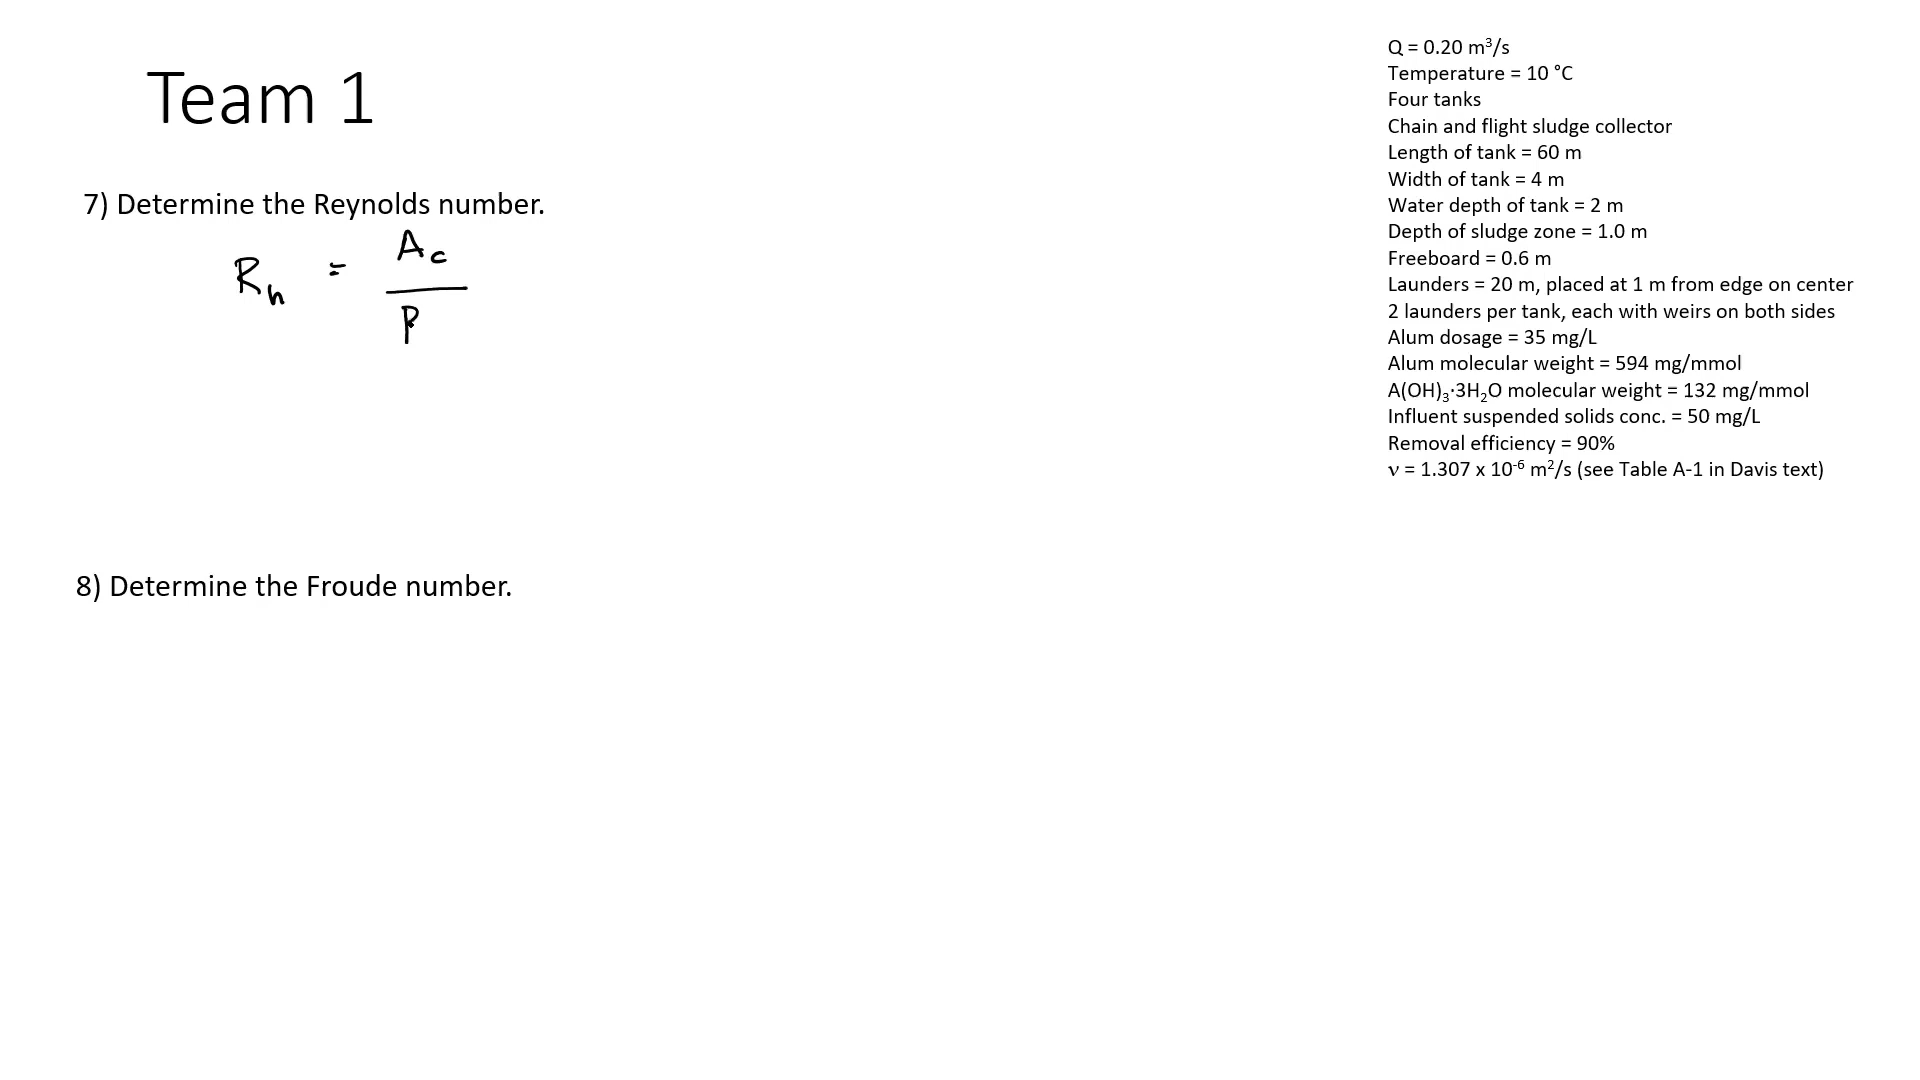 Team 1
7) Determine the Reynolds number.
R_h = A_c / P
8) Determine the Froude number.
Q = 0.20 m³/s
Temperature = 10 °C
Four tanks
Chain and flight sludge collector
Length of tank = 60 m
Width of tank = 4 m
Water depth of tank = 2 m
Depth of sludge zone = 1.0 m
Freeboard = 0.6 m
Launders = 20 m, placed at 1 m from edge on center
2 launders per tank, each with weirs on both sides
Alum dosage = 35 mg/L
Alum molecular weight = 594 mg/mmol
A(OH)₃·3H₂O molecular weight = 132 mg/mmol
Influent suspended solids conc. = 50 mg/L
Removal efficiency = 90%
ν = 1.307 x 10⁻⁶ m²/s (see Table A-1 in Davis text)